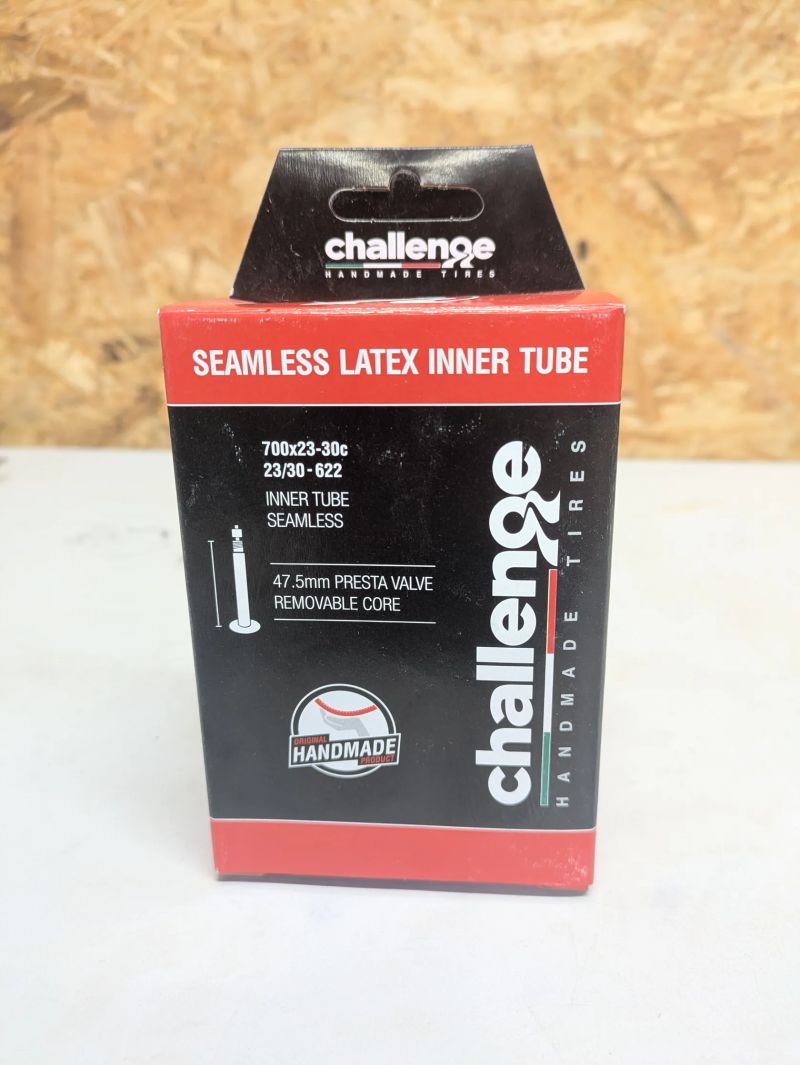 challenge
HANDMADE TIRES
SEAMLESS LATEX INNER TUBE
700x23-30c
23/30-622
INNER TUBE
SEAMLESS
47.5mm PRESTA VALVE
REMOVABLE CORE
ORIGINAL
HANDMADE
PRODUCT
challenge
HANDMADE TIRES